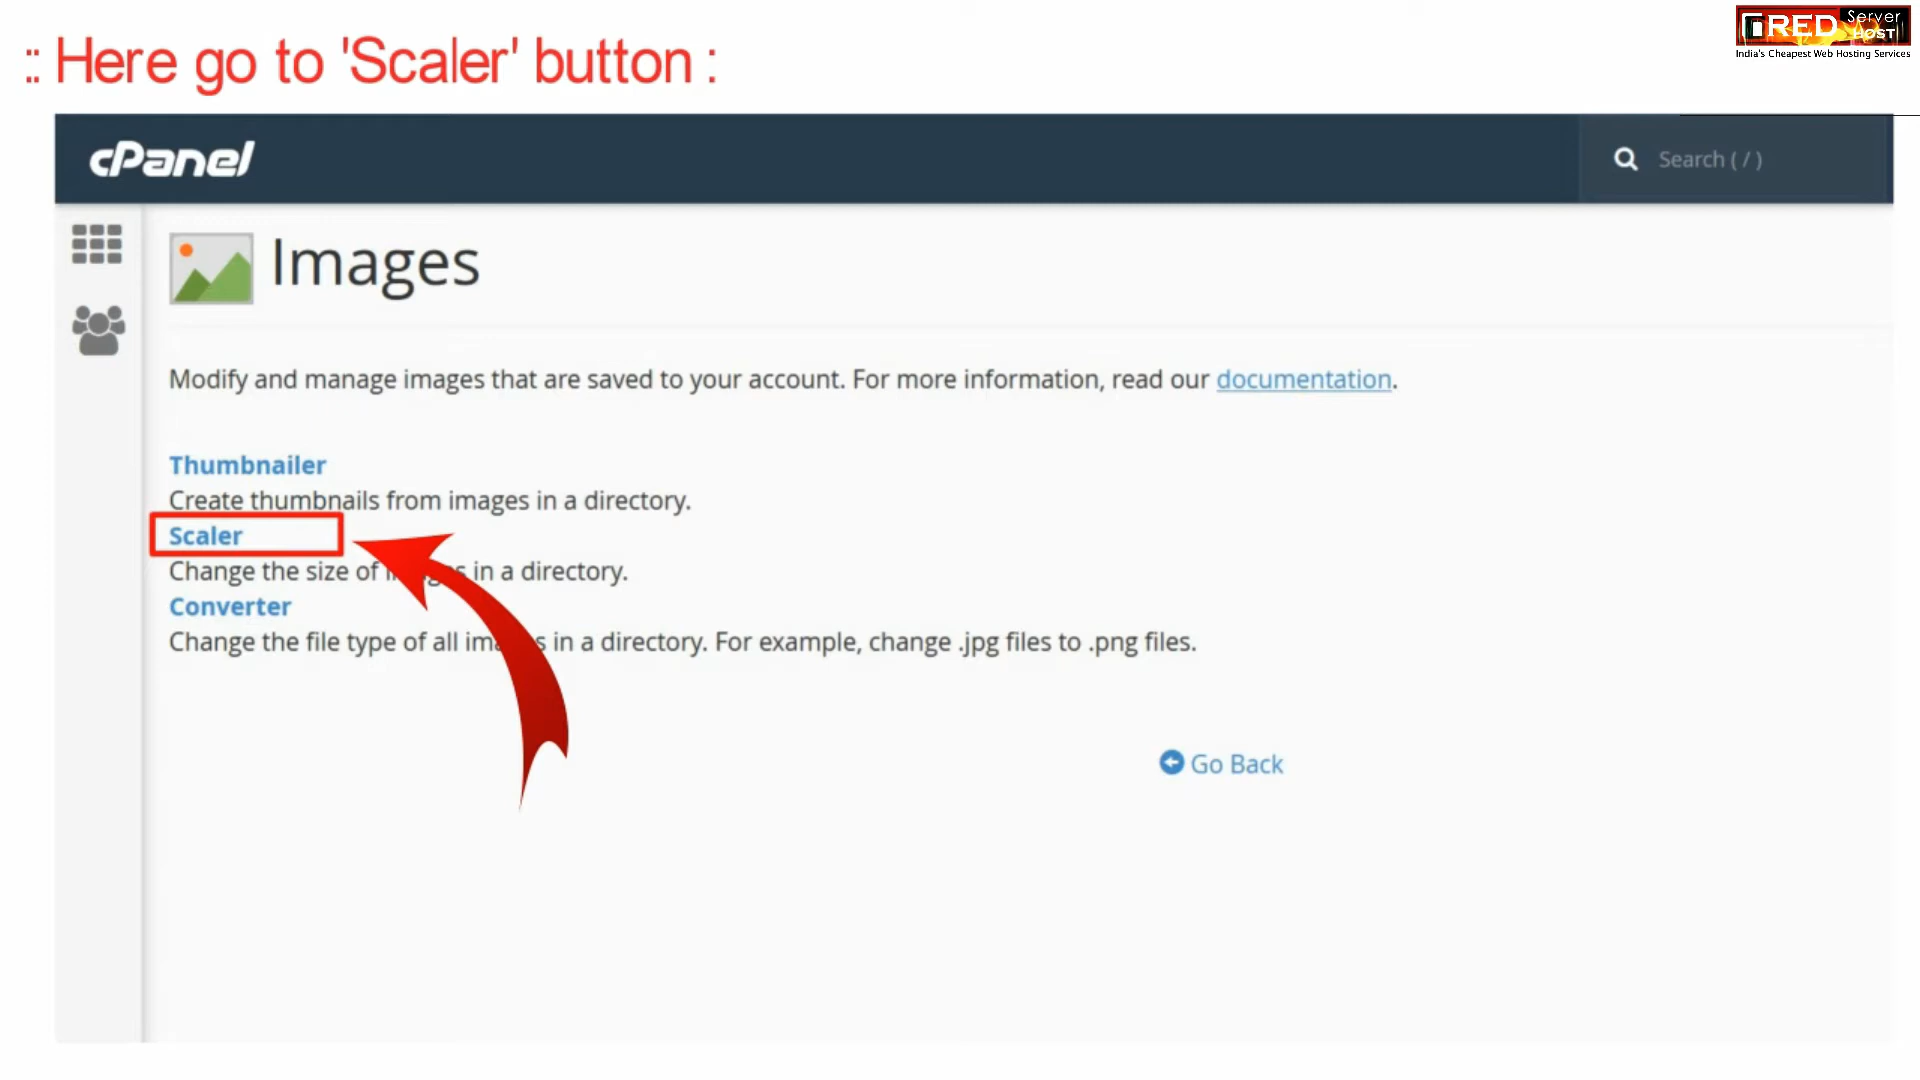 :: Here go to 'Scaler' button :
RED Server HOST
India's Cheapest Web Hosting Services
cPanel
Search ( / )
Images
Modify and manage images that are saved to your account. For more information, read our documentation.
Thumbnailer
Create thumbnails from images in a directory.
Scaler
Change the size of images in a directory.
Converter
Change the file type of all images in a directory. For example, change .jpg files to .png files.
Go Back